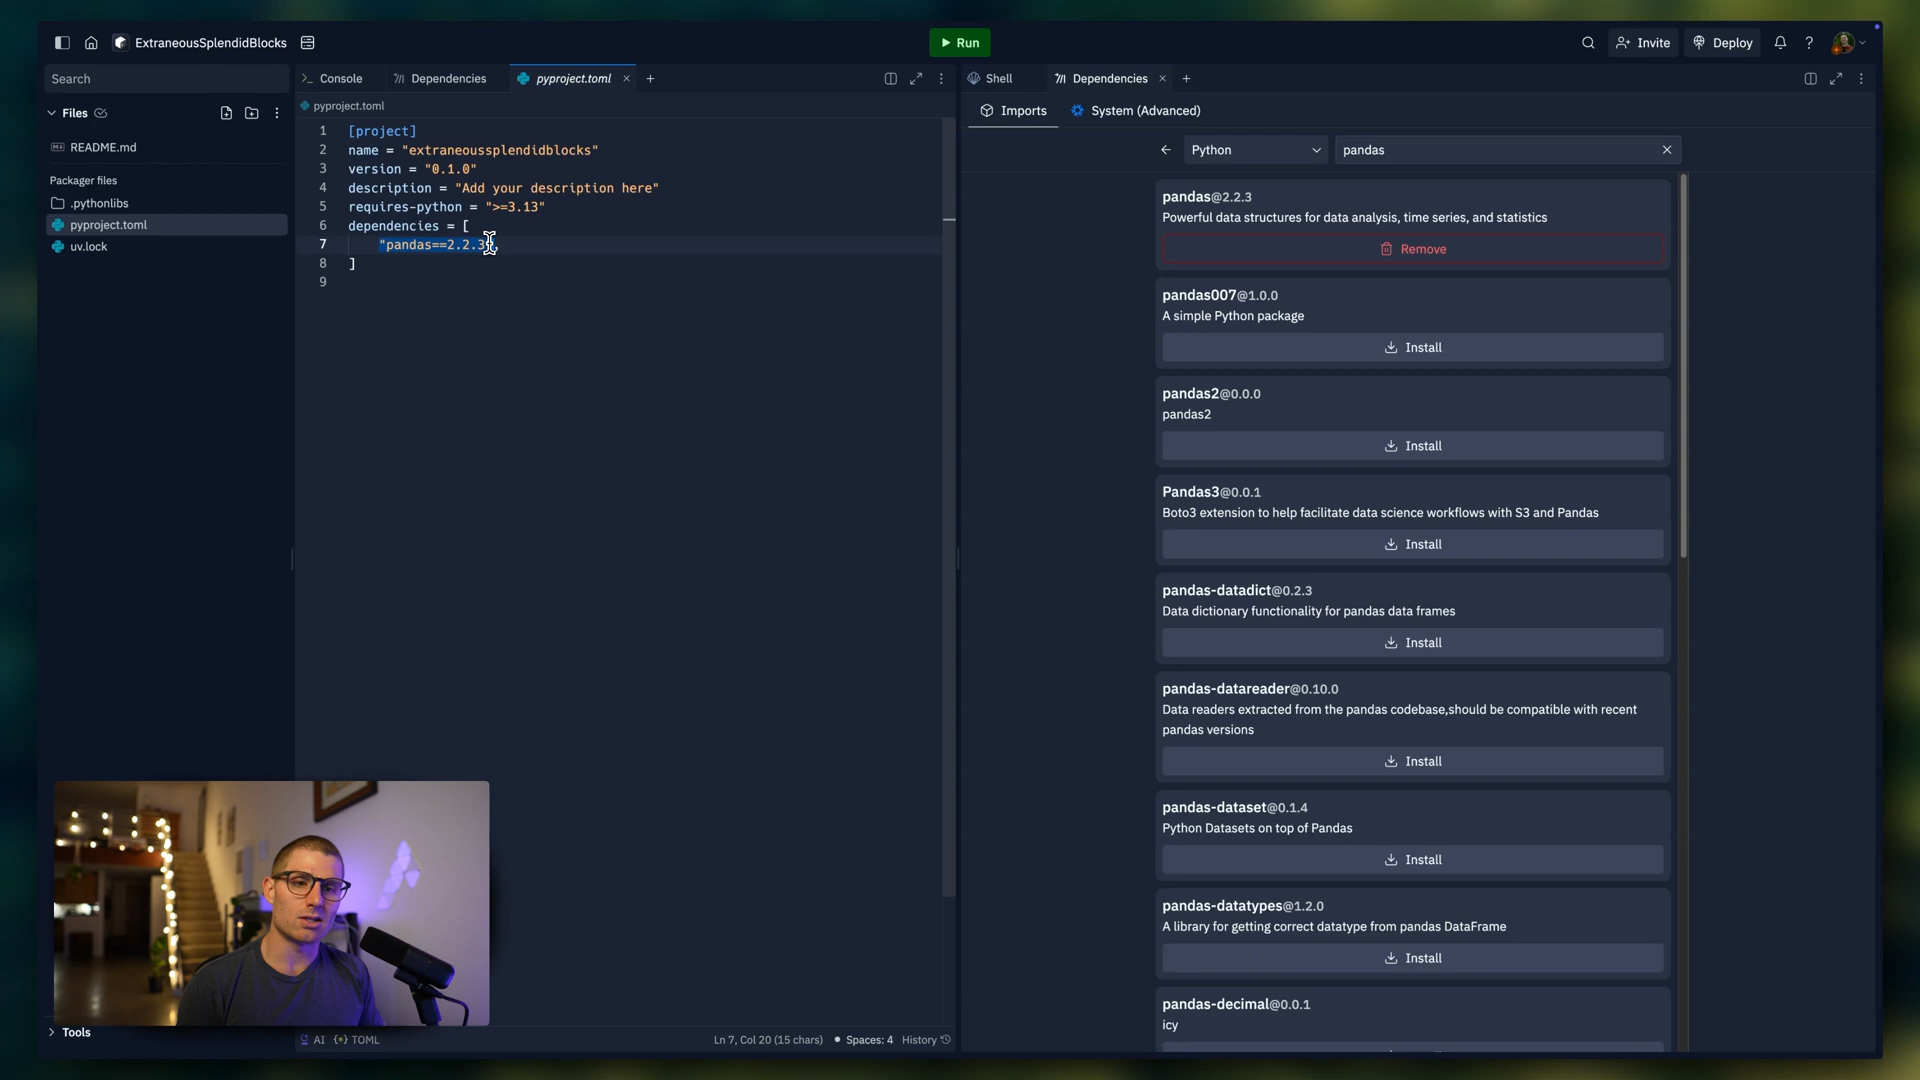 ExtraneousSplendidBlocks
Run
Invite
Deploy
Search
Files
README.md
Packager files
.pythonlibs
pyproject.toml
uv.lock
Tools
Console
Dependencies
pyproject.toml
pyproject.toml
1 [project]
2 name = "extraneoussplendidblocks"
3 version = "0.1.0"
4 description = "Add your description here"
5 requires-python = ">=3.13"
6 dependencies = [
7 "pandas==2.2.3
8 ]
9
AI {*} TOML
Ln 7, Col 20 (15 chars)
Spaces: 4
History
Shell
Dependencies
Imports
System (Advanced)
Python
pandas
pandas@2.2.3
Powerful data structures for data analysis, time series, and statistics
Remove
pandas007@1.0.0
A simple Python package
Install
pandas2@0.0.0
pandas2
Install
Pandas3@0.0.1
Boto3 extension to help facilitate data science workflows with S3 and Pandas
Install
pandas-datadict@0.2.3
Data dictionary functionality for pandas data frames
Install
pandas-datareader@0.10.0
Data readers extracted from the pandas codebase,should be compatible with recent
pandas versions
Install
pandas-dataset@0.1.4
Python Datasets on top of Pandas
Install
pandas-datatypes@1.2.0
A library for getting correct datatype from pandas DataFrame
Install
pandas-decimal@0.0.1
icy